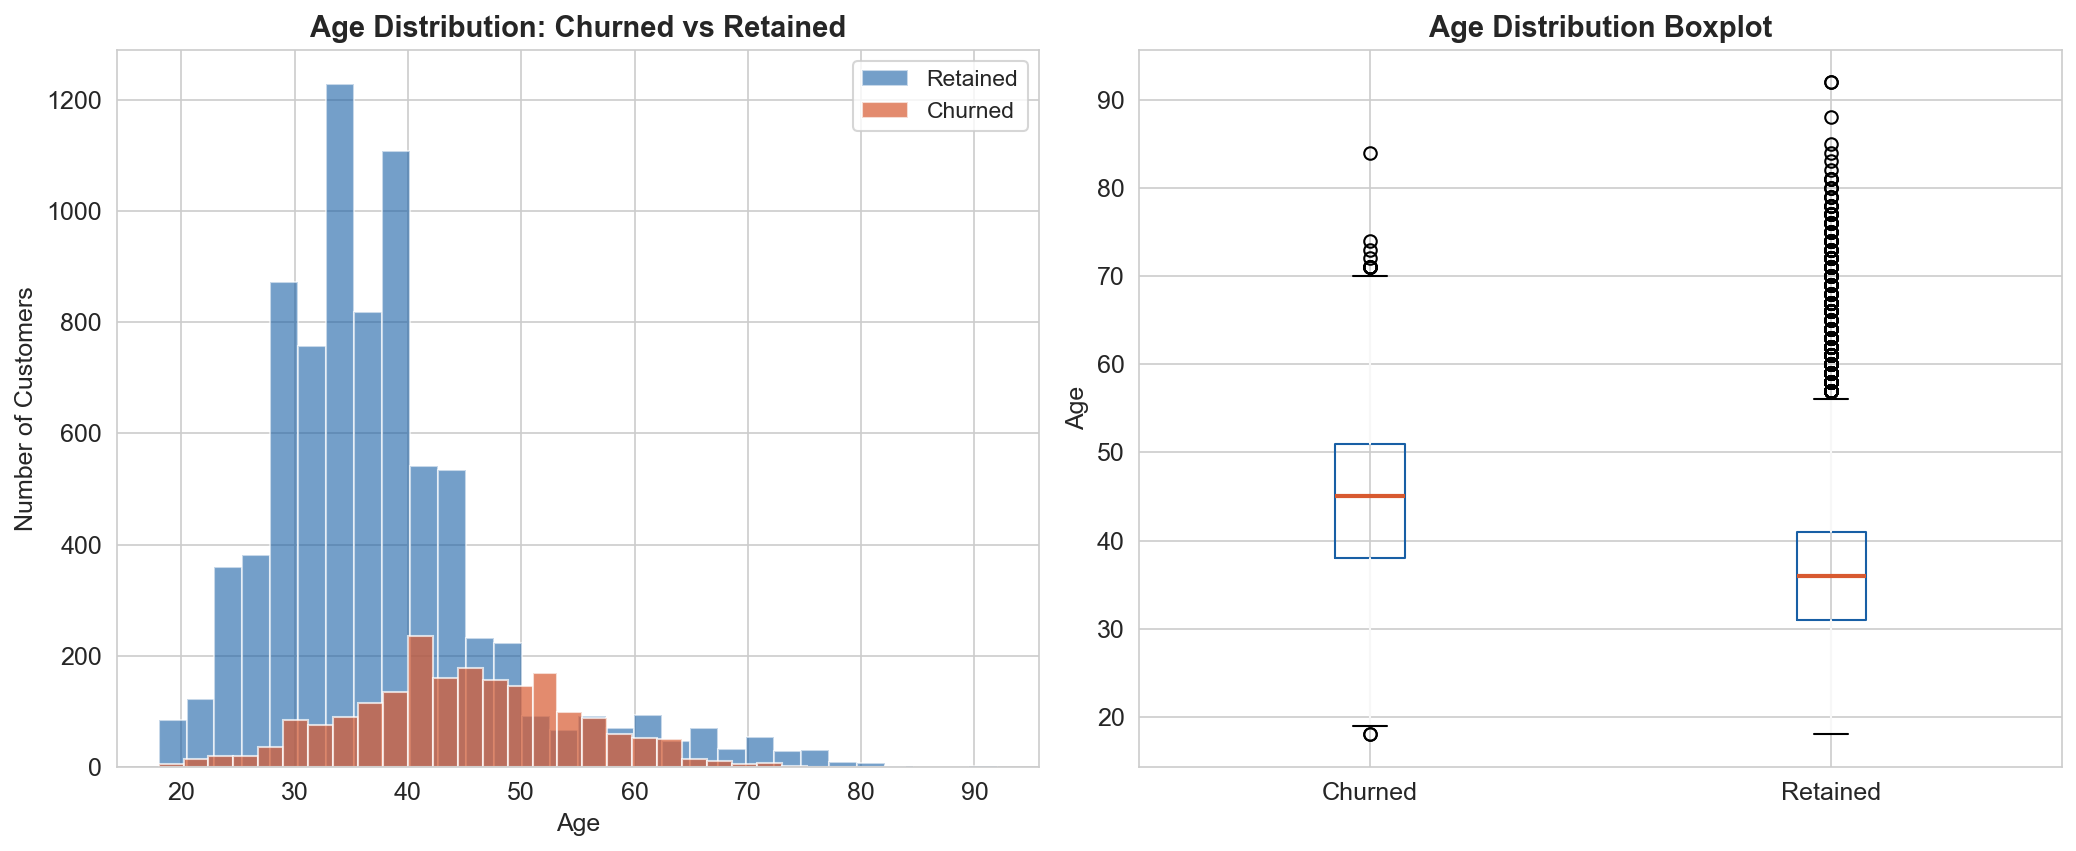 Age Distribution: Churned vs Retained
Retained
Churned
Number of Customers
1200
1000
800
600
400
200
0
20 30 40 50 60 70 80 90
Age
Age Distribution Boxplot
Age
90
80
70
60
50
40
30
20
Churned Retained